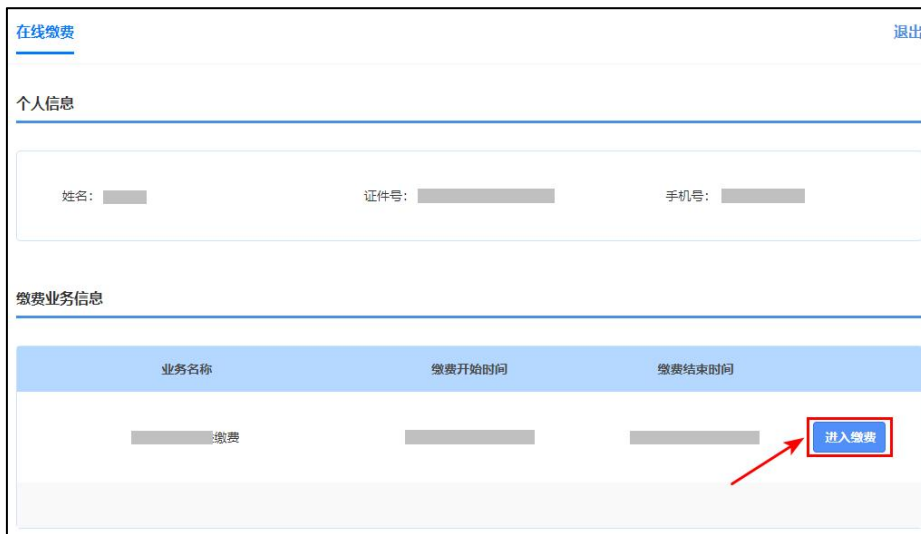 在线缴费 退出
个人信息
姓名： 证件号： 手机号：
缴费业务信息
业务名称 缴费开始时间 缴费结束时间
缴费 进入缴费